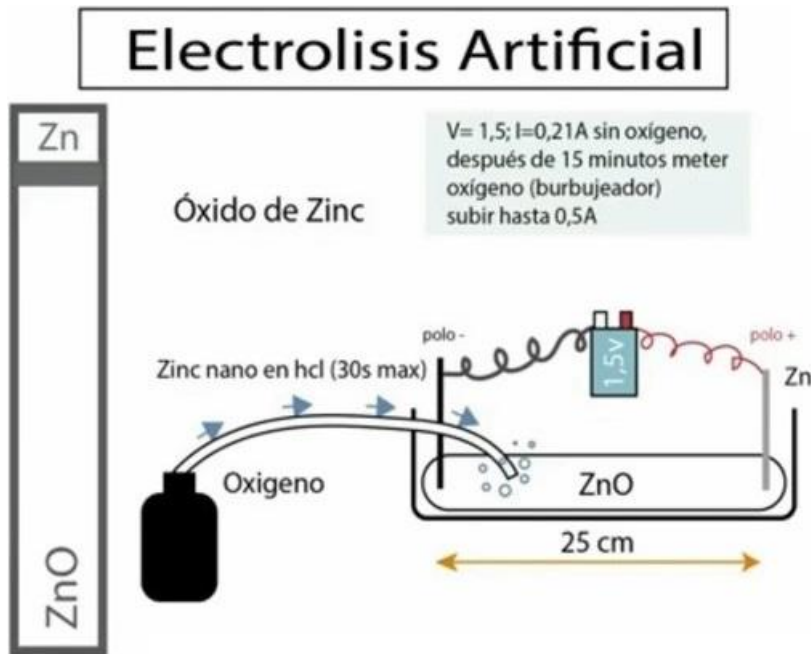 Electrolisis Artificial
Zn
V= 1,5; I=0,21A sin oxígeno,
después de 15 minutos meter
oxígeno (burbujeador)
subir hasta 0,5A
Óxido de Zinc
polo -
polo +
1,5v
Zn
Zinc nano en hcl (30s max)
Oxigeno
ZnO
25 cm
ZnO